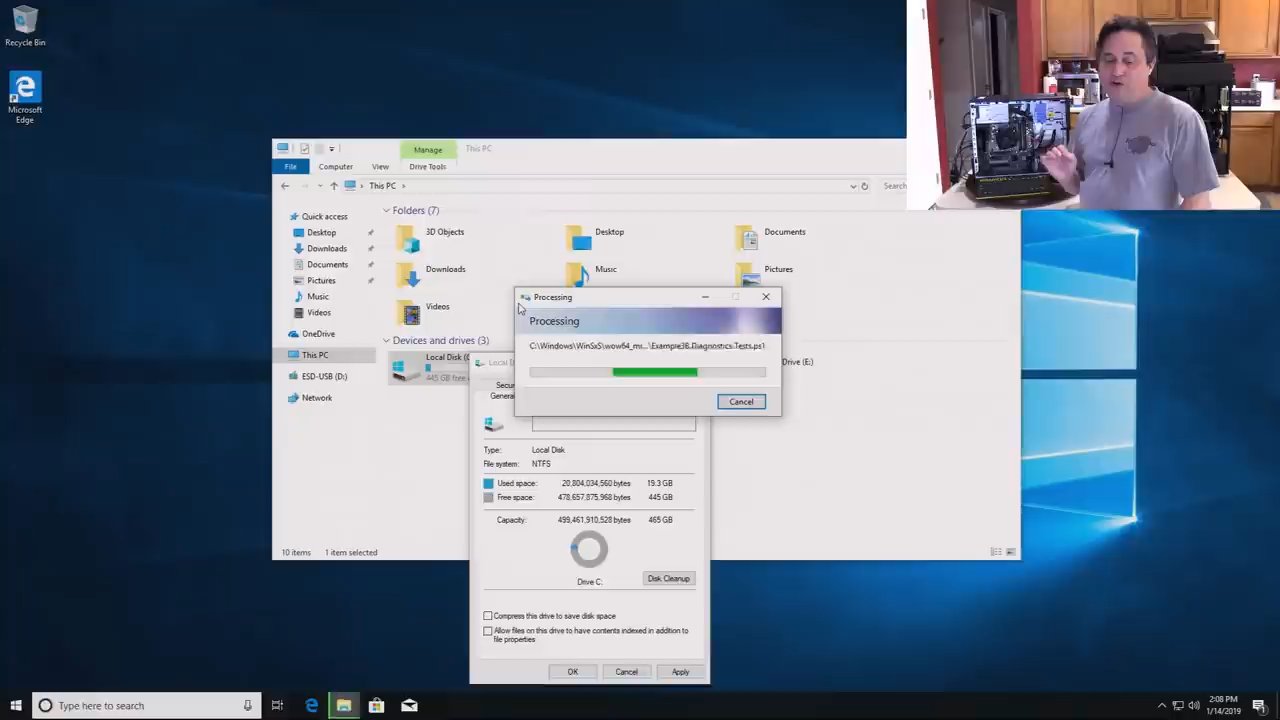 Recycle Bin
Microsoft
Edge
Manage
This PC
File
Computer
View
Drive Tools
This PC
Search
Quick access
Desktop
Downloads
Documents
Pictures
Music
Videos
OneDrive
This PC
ESD-USB (D:)
Network
Folders (7)
3D Objects
Desktop
Documents
Downloads
Music
Pictures
Videos
Devices and drives (3)
Local Disk (
445 GB free
Drive (E:)
10 items
1 item selected
Processing
Processing
C:\Windows\WinSxS\wow64_mi...\Example3B.Diagnostics.Tests.ps1
Cancel
Local
Secu
Genera
Type:
Local Disk
File system:
NTFS
Used space:
20,804,034,560 bytes
19.3 GB
Free space:
478,657,875,968 bytes
445 GB
Capacity:
499,461,910,528 bytes
465 GB
Drive C:
Disk Cleanup
Compress this drive to save disk space
Allow files on this drive to have contents indexed in addition to
file properties
OK
Cancel
Apply
Type here to search
2:08 PM
1/14/2019